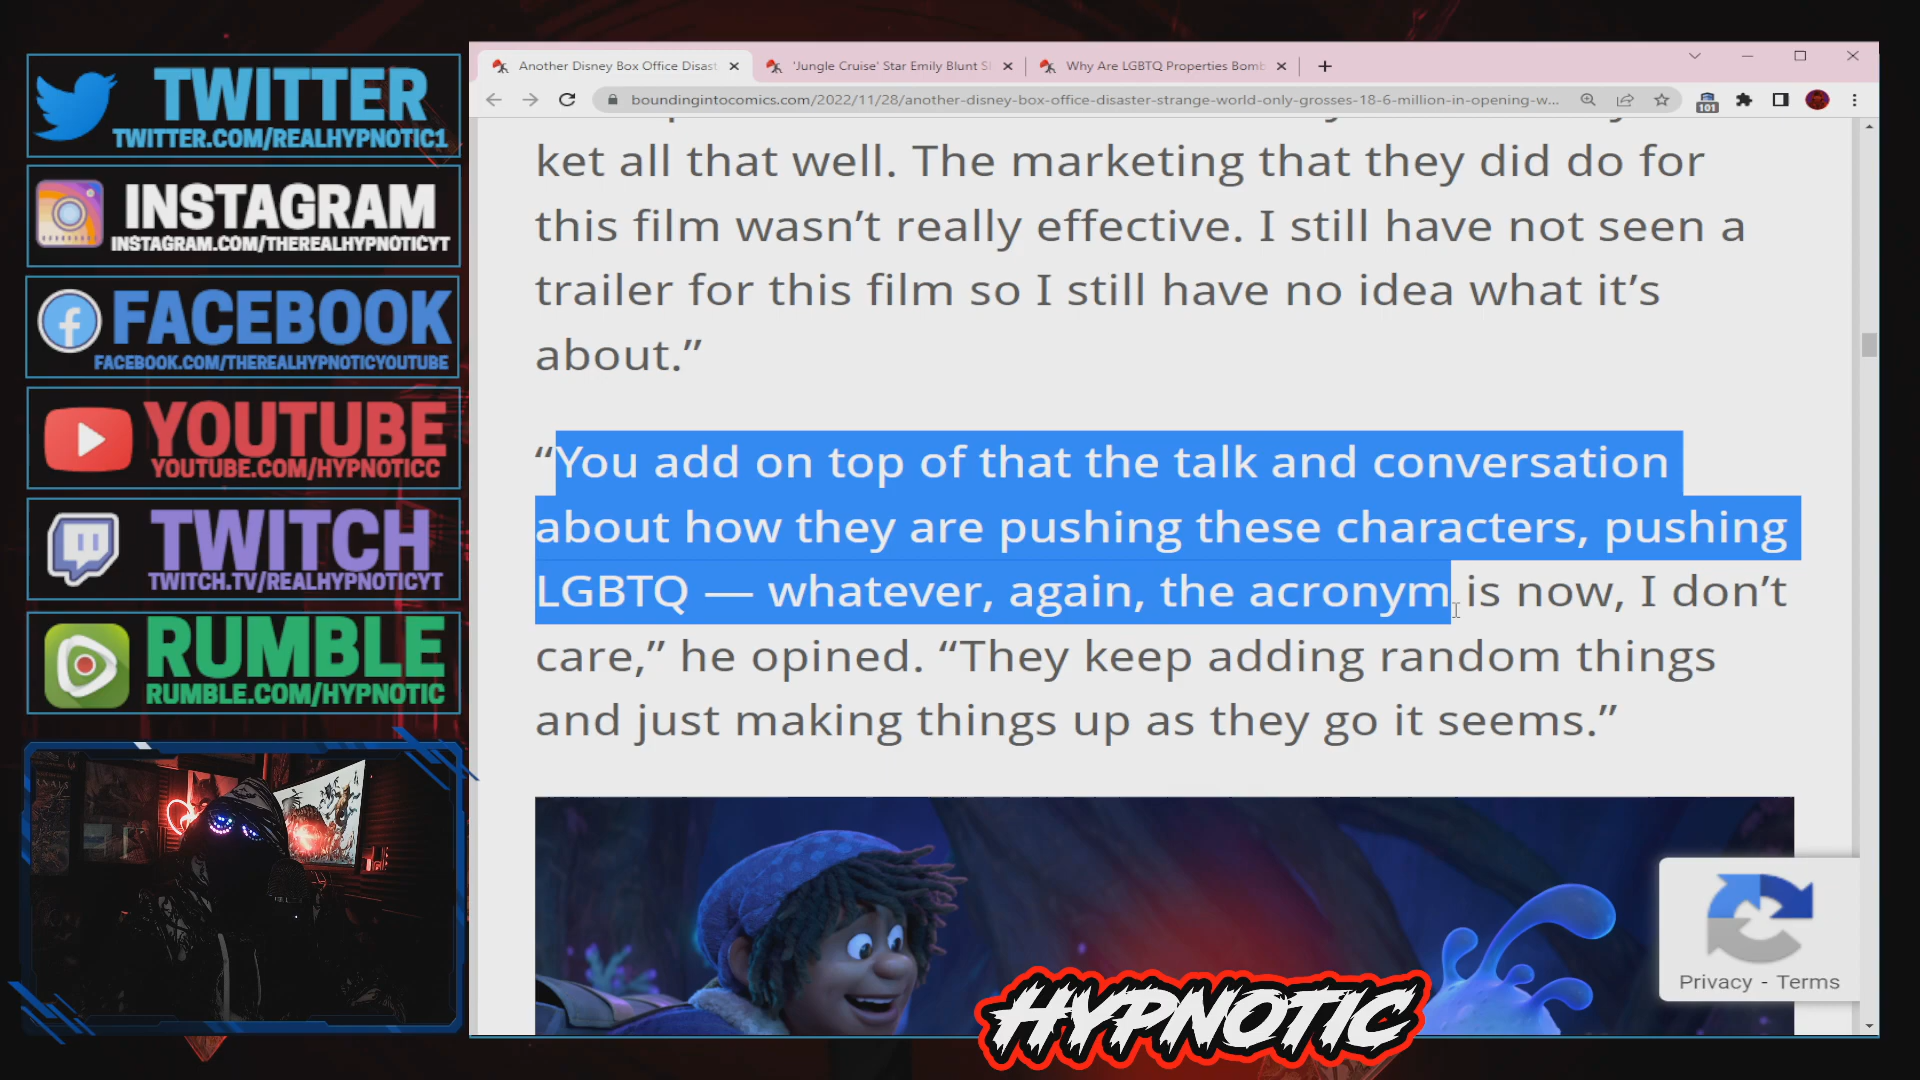 TWITTER
TWITTER.COM/REALHYPNOTIC1
INSTAGRAM
INSTAGRAM.COM/THEREALHYPNOTICYT
FACEBOOK
FACEBOOK.COM/THEREALHYPNOTICYOUTUBE
YOUTUBE
YOUTUBE.COM/HYPNOTICC
TWITCH
TWITCH.TV/REALHYPNOTICYT
RUMBLE
RUMBLE.COM/HYPNOTIC
Another Disney Box Office Disast
'Jungle Cruise' Star Emily Blunt S
Why Are LGBTQ Properties Bomb
boundingintocomics.com/2022/11/28/another-disney-box-office-disaster-strange-world-only-grosses-18-6-million-in-opening-w...
101
ket all that well. The marketing that they did do for
this film wasn’t really effective. I still have not seen a
trailer for this film so I still have no idea what it’s
about.”
“You add on top of that the talk and conversation
about how they are pushing these characters, pushing
LGBTQ — whatever, again, the acronym is now, I don’t
care,” he opined. “They keep adding random things
and just making things up as they go it seems.”
Privacy - Terms
HYPNOTIC